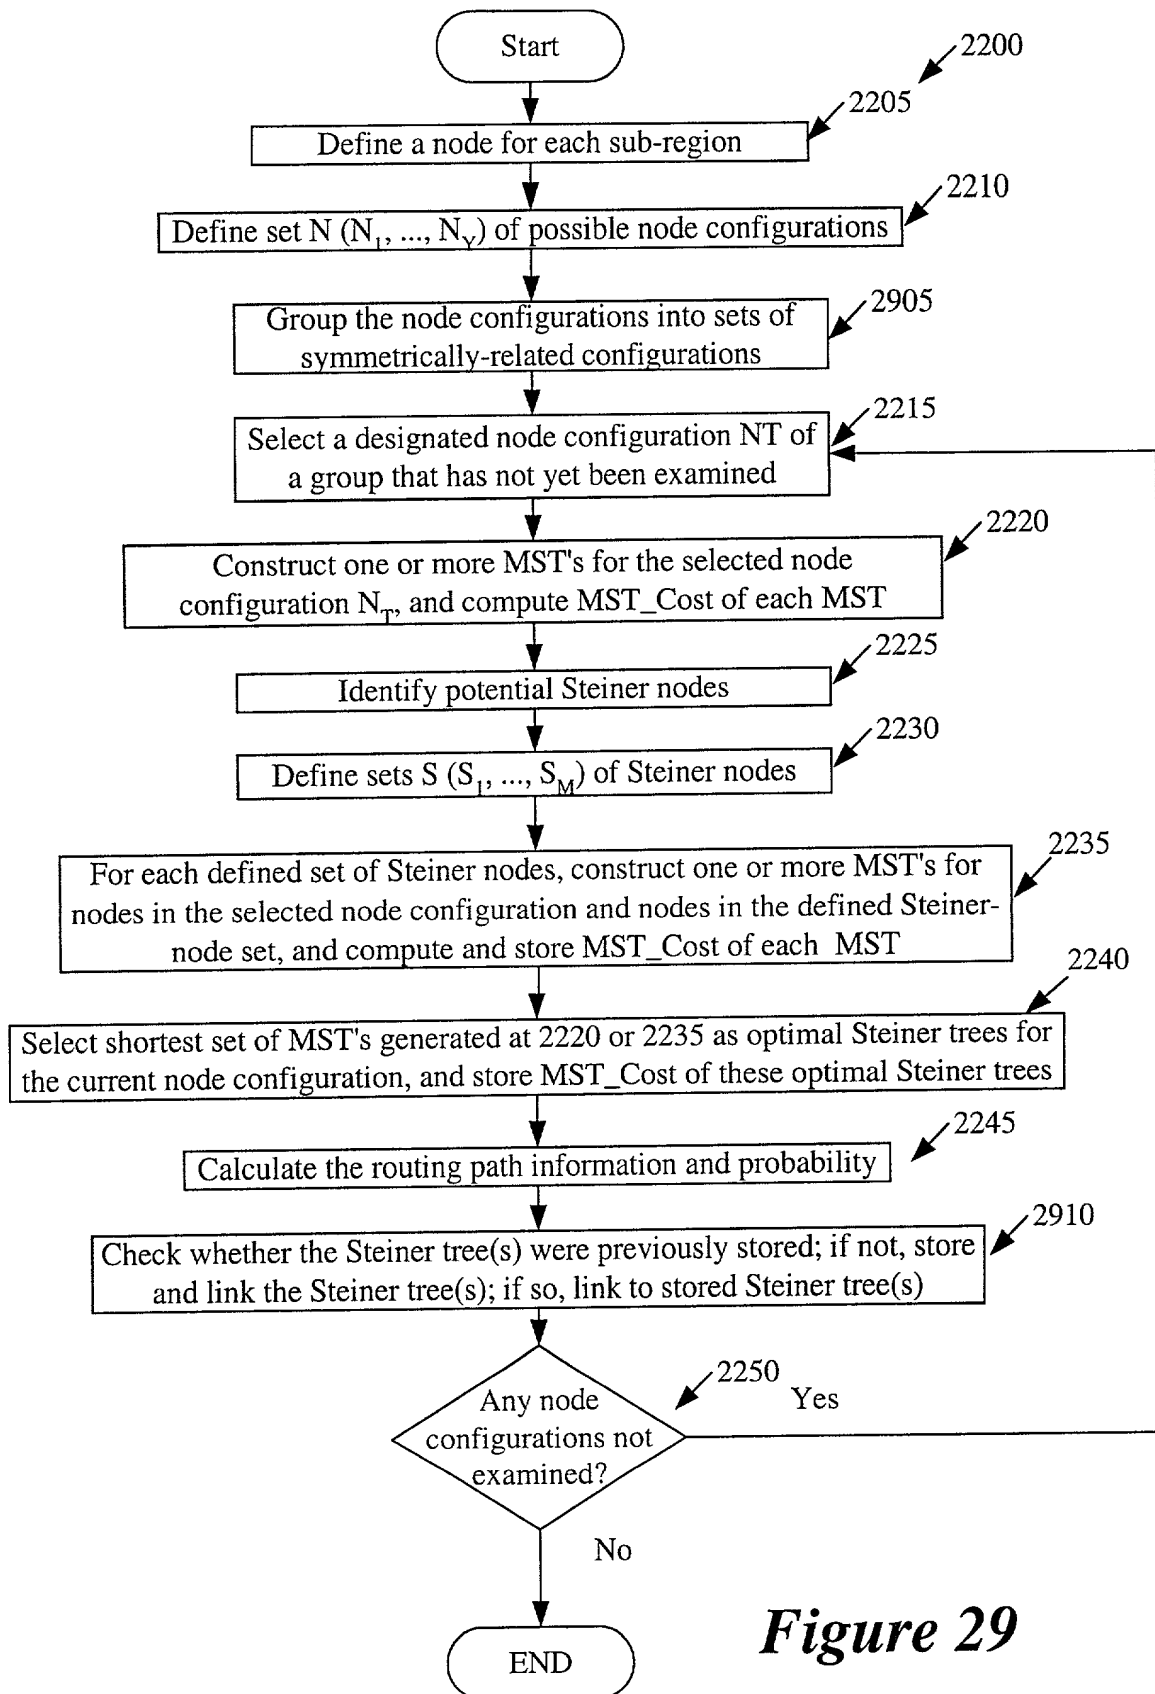 Start
2200
2205
Define a node for each sub-region
2210
Define set N (N1, ..., NY) of possible node configurations
2905
Group the node configurations into sets of
symmetrically-related configurations
2215
Select a designated node configuration NT of
a group that has not yet been examined
2220
Construct one or more MST's for the selected node
configuration NT, and compute MST_Cost of each MST
2225
Identify potential Steiner nodes
2230
Define sets S (S1, ..., SM) of Steiner nodes
2235
For each defined set of Steiner nodes, construct one or more MST's for
nodes in the selected node configuration and nodes in the defined Steiner-
node set, and compute and store MST_Cost of each MST
2240
Select shortest set of MST's generated at 2220 or 2235 as optimal Steiner trees for
the current node configuration, and store MST_Cost of these optimal Steiner trees
2245
Calculate the routing path information and probability
2910
Check whether the Steiner tree(s) were previously stored; if not, store
and link the Steiner tree(s); if so, link to stored Steiner tree(s)
2250
Any node
configurations not
examined?
Yes
No
END
Figure 29